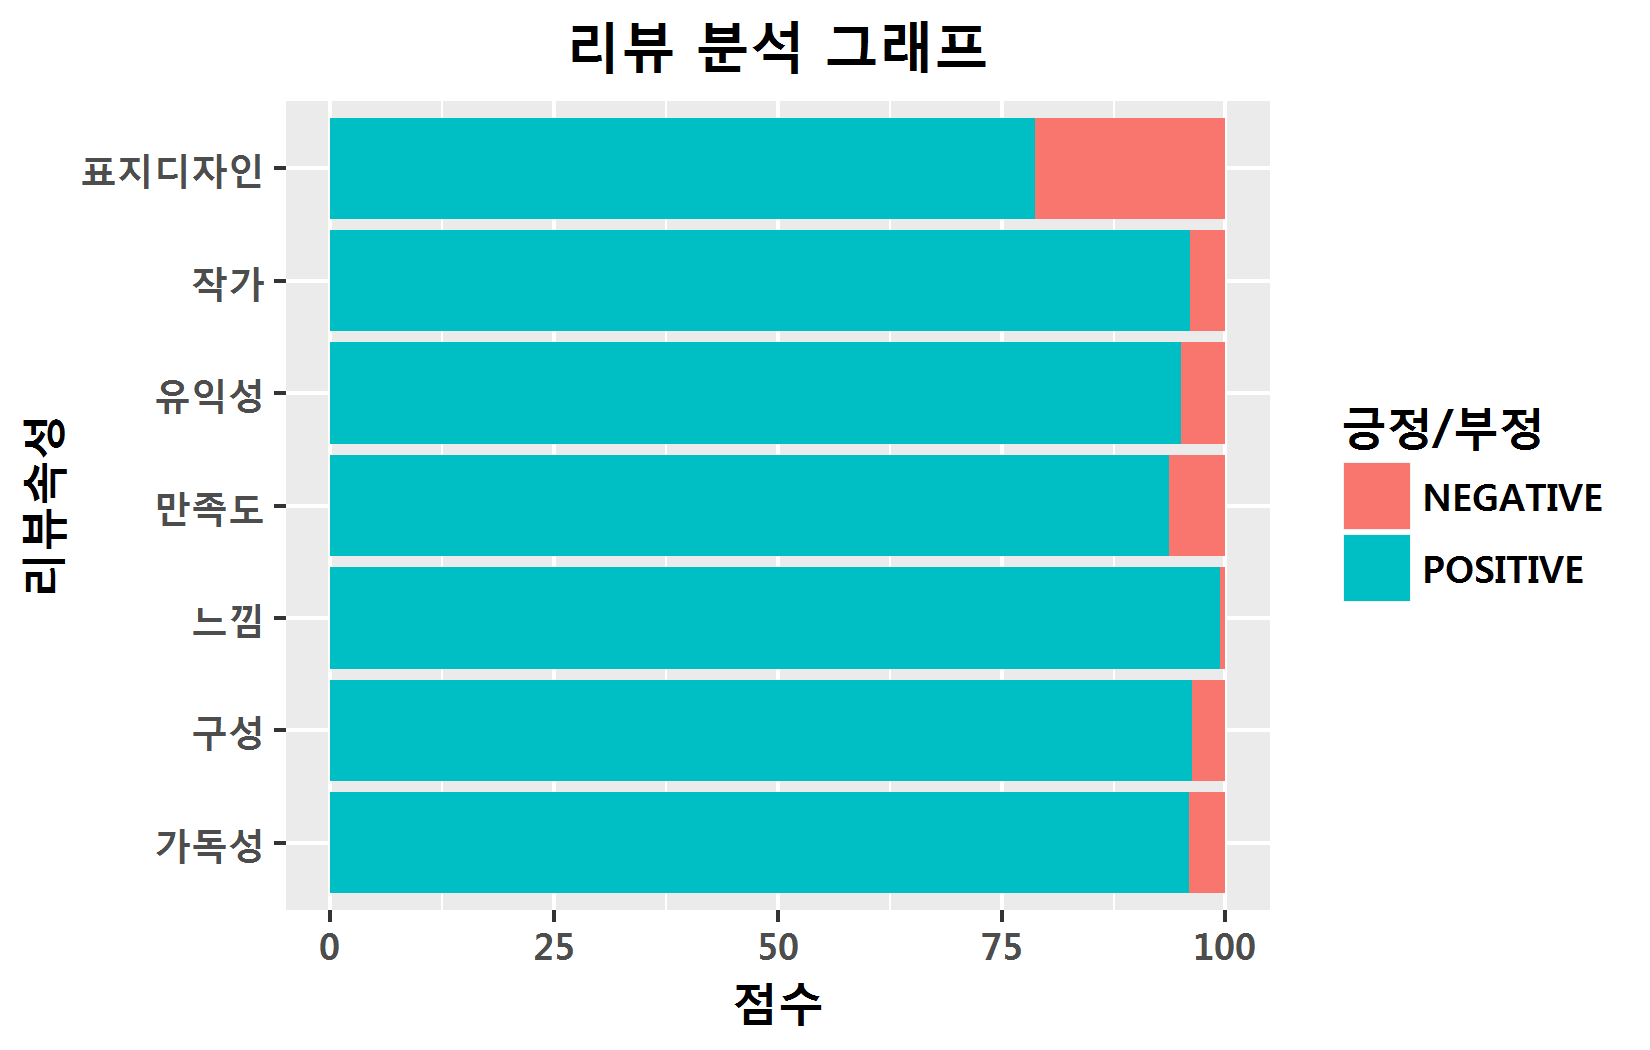 리뷰 분석 그래프
리뷰속성
표지디자인
작가
유익성
만족도
느낌
구성
가독성
0 25 50 75 100
점수
긍정/부정
NEGATIVE
POSITIVE